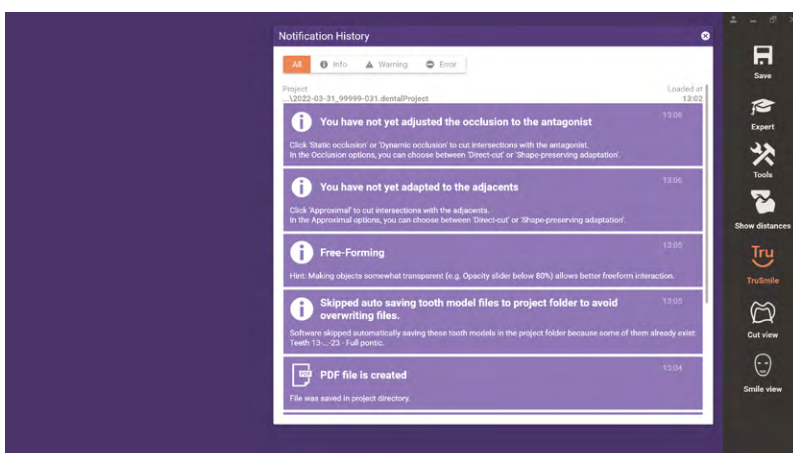 Notification History
All
Info
Warning
Error
Project
...\2022-03-31_99999-031.dentalProject
Loaded at
13:02
You have not yet adjusted the occlusion to the antagonist
13:06
Click 'Static occlusion' or 'Dynamic occlusion' to cut intersections with the antagonist.
In the Occlusion options, you can choose between 'Direct-cut' or 'Shape-preserving adaptation'.
You have not yet adapted to the adjacents
13:06
Click 'Approximal' to cut intersections with the adjacents.
In the Approximal options, you can choose between 'Direct-cut' or 'Shape-preserving adaptation'.
Free-Forming
13:05
Hint: Making objects somewhat transparent (e.g. Opacity slider below 80%) allows better freeform interaction.
Skipped auto saving tooth model files to project folder to avoid
overwriting files.
13:05
Software skipped automatically saving these tooth models in the project folder because some of them already exist:
Teeth 13-...-23 - Full pontic.
PDF
PDF file is created
13:04
File was saved in project directory.
Save
Expert
Tools
Show distances
Tru
TruSmile
Cut view
Smile view